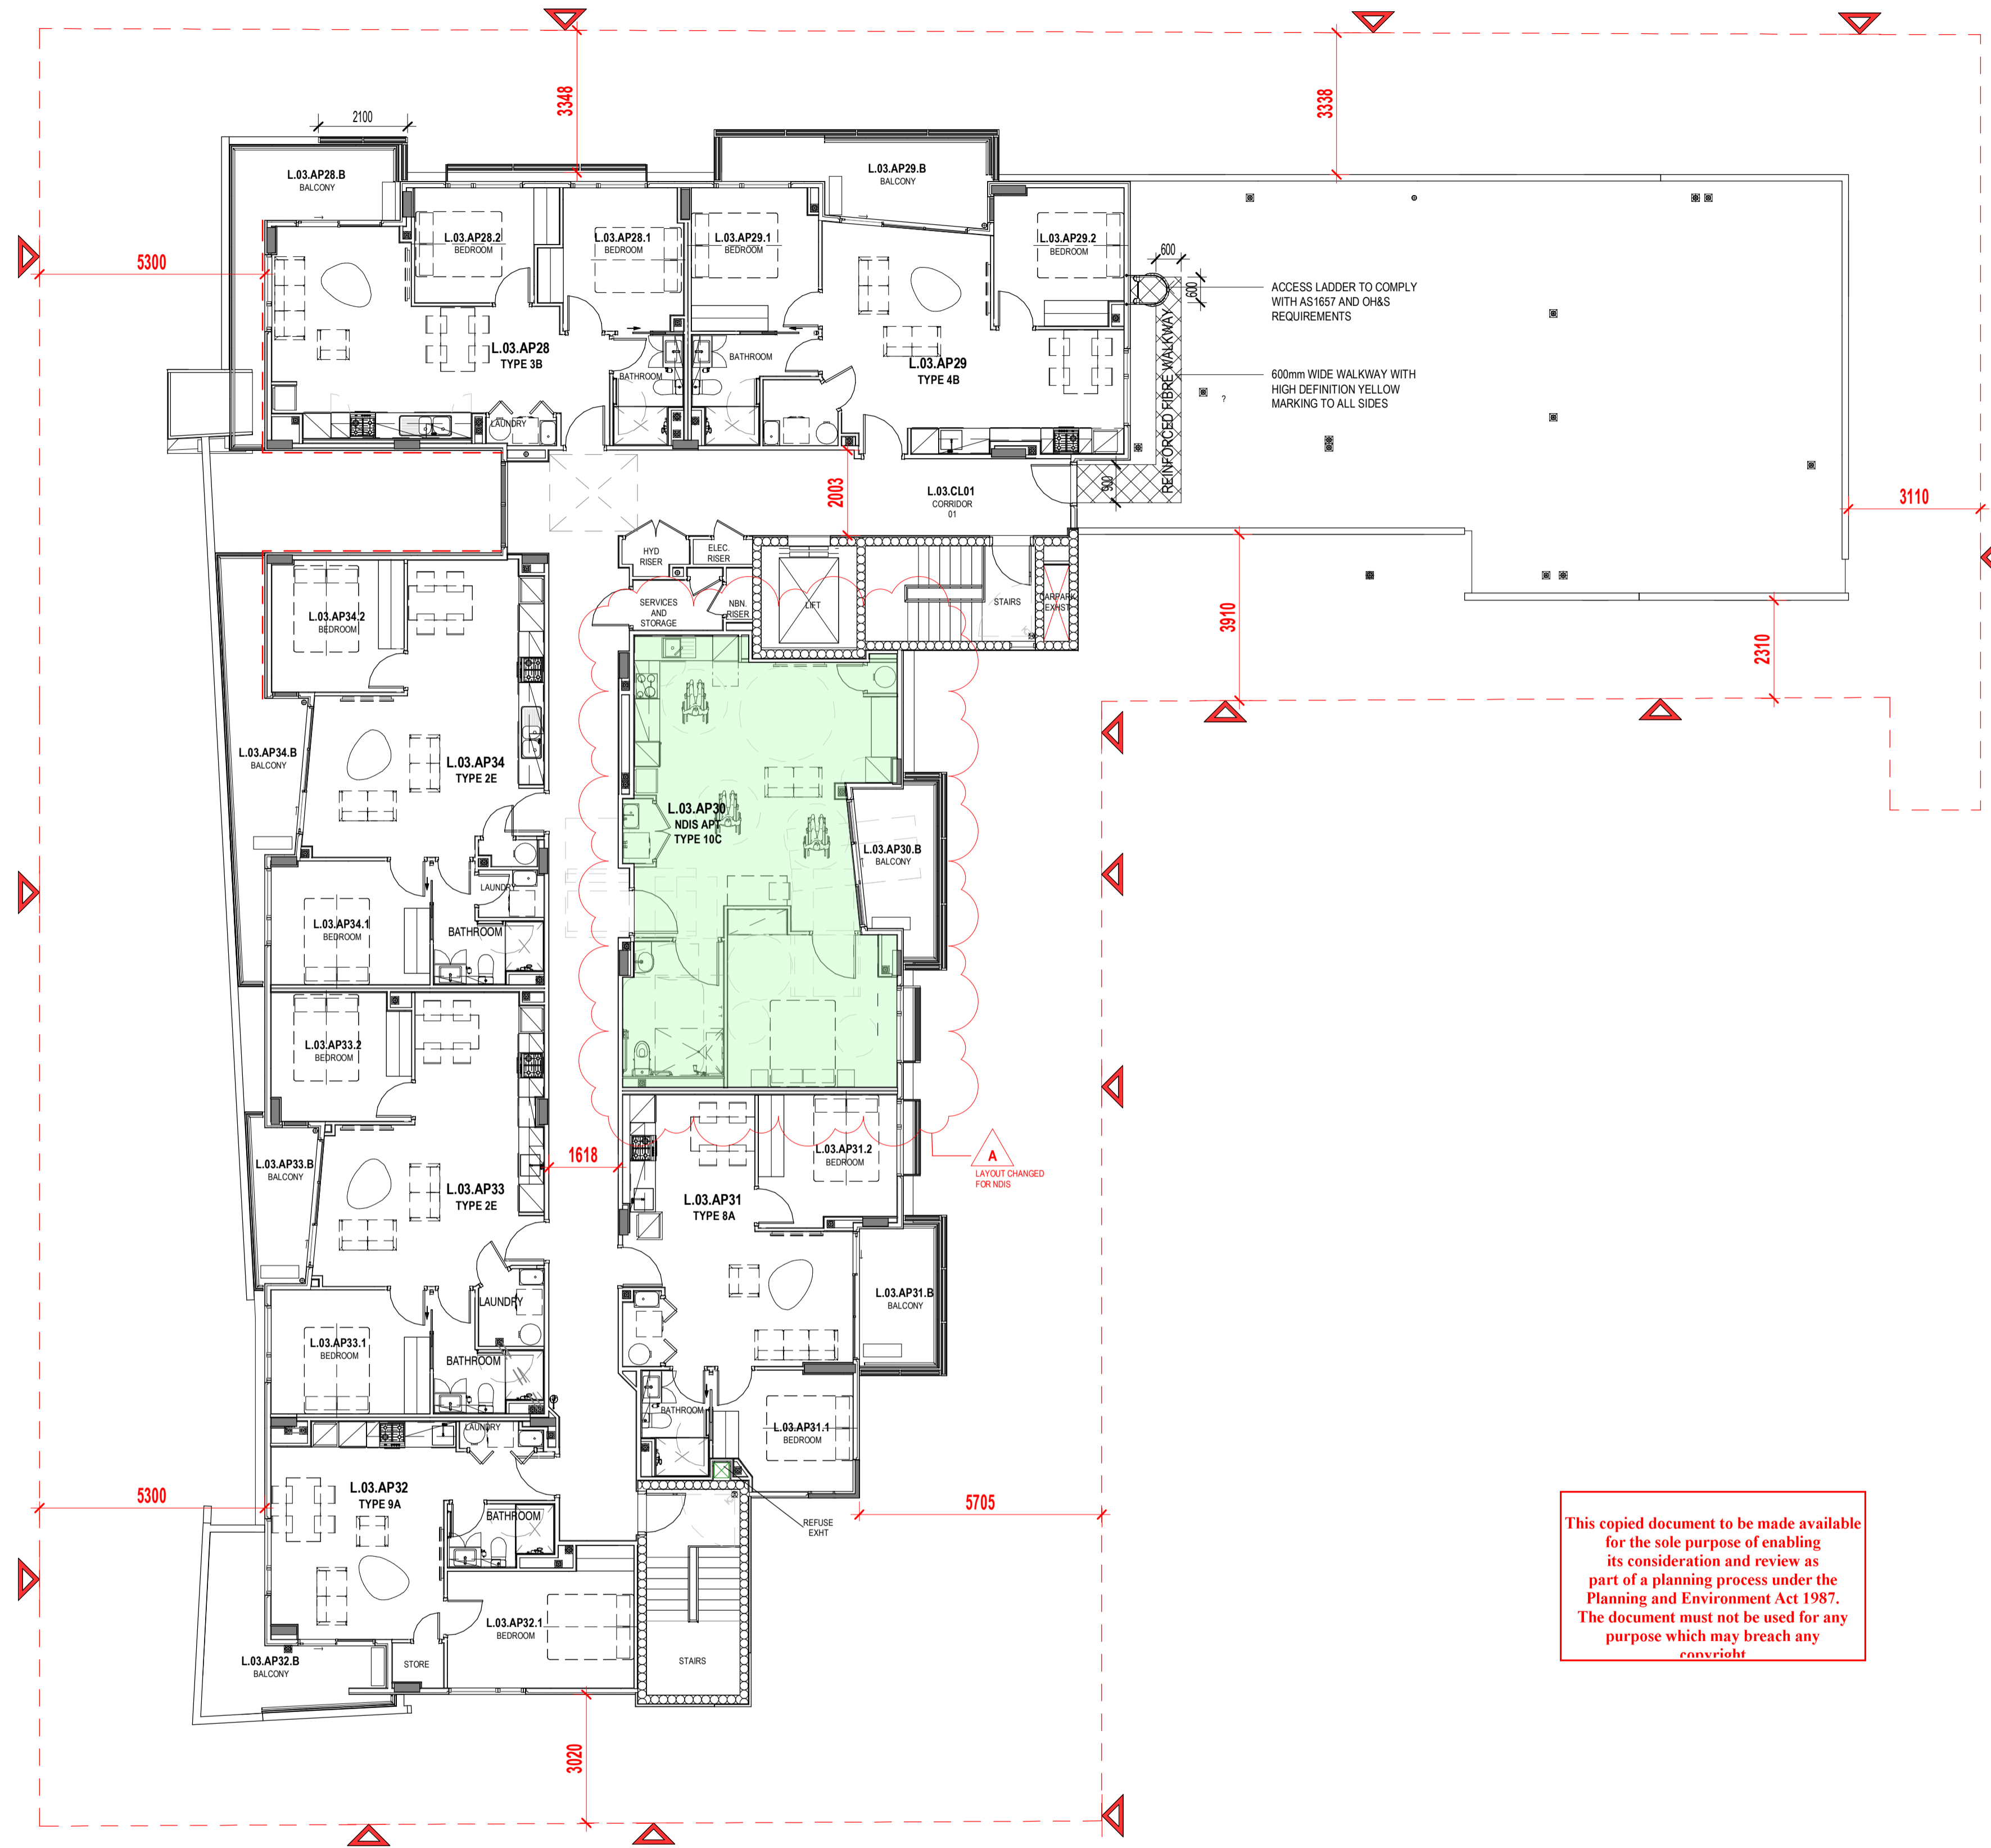 3348
3338
2100
L.03.AP28.B
BALCONY
L.03.AP29.B
BALCONY
5300
L.03.AP28.2
BEDROOM
L.03.AP28.1
BEDROOM
L.03.AP29.1
BEDROOM
L.03.AP29.2
BEDROOM
600
600
ACCESS LADDER TO COMPLY
WITH AS1657 AND OH&S
REQUIREMENTS
L.03.AP28
TYPE 3B
BATHROOM
BATHROOM
L.03.AP29
TYPE 4B
REINFORCED FIBRE WALKWAY
600mm WIDE WALKWAY WITH
HIGH DEFINITION YELLOW
MARKING TO ALL SIDES
?
LAUNDRY
2003
L.03.CL01
CORRIDOR
01
900
3110
HYD
RISER
ELEC.
RISER
SERVICES
AND
STORAGE
NBN.
RISER
LIFT
STAIRS
CARPARK
EXHST
3910
2310
L.03.AP34.2
BEDROOM
L.03.AP34.B
BALCONY
L.03.AP34
TYPE 2E
L.03.AP30
NDIS APT
TYPE 10C
L.03.AP30.B
BALCONY
LAUNDRY
L.03.AP34.1
BEDROOM
BATHROOM
L.03.AP33.2
BEDROOM
L.03.AP33.B
BALCONY
L.03.AP33
TYPE 2E
1618
L.03.AP31.2
BEDROOM
A
LAYOUT CHANGED
FOR NDIS
L.03.AP31
TYPE 8A
LAUNDRY
L.03.AP31.B
BALCONY
L.03.AP33.1
BEDROOM
BATHROOM
BATHROOM
L.03.AP31.1
BEDROOM
LAUNDRY
L.03.AP32
TYPE 9A
5300
5705
BATHROOM
REFUSE
EXHT
L.03.AP32.1
BEDROOM
L.03.AP32.B
BALCONY
STORE
STAIRS
3020
This copied document to be made available
for the sole purpose of enabling
its consideration and review as
part of a planning process under the
Planning and Environment Act 1987.
The document must not be used for any
purpose which may breach any
copyright